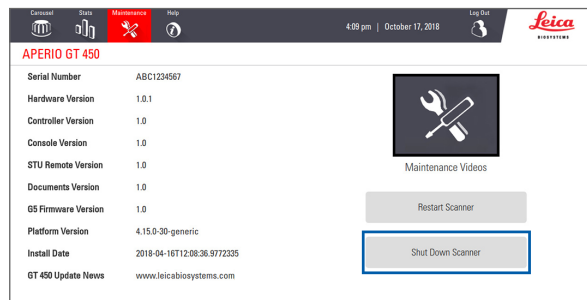 Carousel Stats Maintenance Help Log Out
4:09 pm | October 17, 2018
Leica
BIOSYSTEMS
APERIO GT 450
Serial Number ABC1234567
Hardware Version 1.0.1
Controller Version 1.0
Console Version 1.0
STU Remote Version 1.0
Documents Version 1.0
G5 Firmware Version 1.0
Platform Version 4.15.0-30-generic
Install Date 2018-04-16T12:08:36.9772335
GT 450 Update News www.leicabiosystems.com
Maintenance Videos
Restart Scanner
Shut Down Scanner